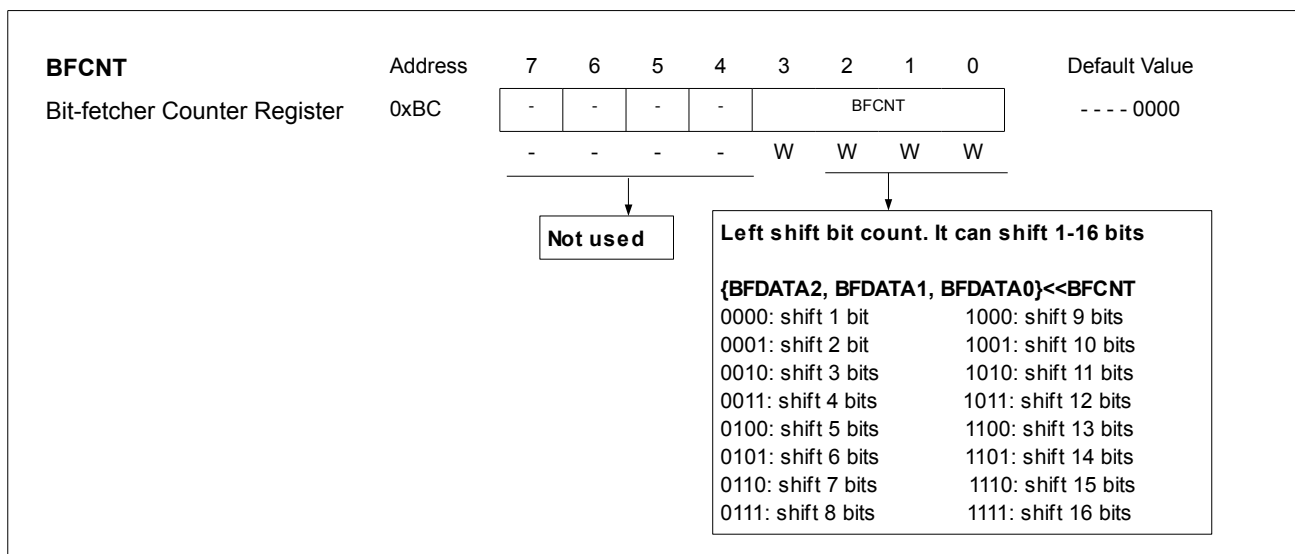 BFCNT Address 7 6 5 4 3 2 1 0 Default Value
Bit-fetcher Counter Register 0xBC - - - - BFCNT - - - - 0000
- - - - W W W W
Not used
Left shift bit count. It can shift 1-16 bits
{BFDATA2, BFDATA1, BFDATA0}<<BFCNT
0000: shift 1 bit 1000: shift 9 bits
0001: shift 2 bit 1001: shift 10 bits
0010: shift 3 bits 1010: shift 11 bits
0011: shift 4 bits 1011: shift 12 bits
0100: shift 5 bits 1100: shift 13 bits
0101: shift 6 bits 1101: shift 14 bits
0110: shift 7 bits 1110: shift 15 bits
0111: shift 8 bits 1111: shift 16 bits